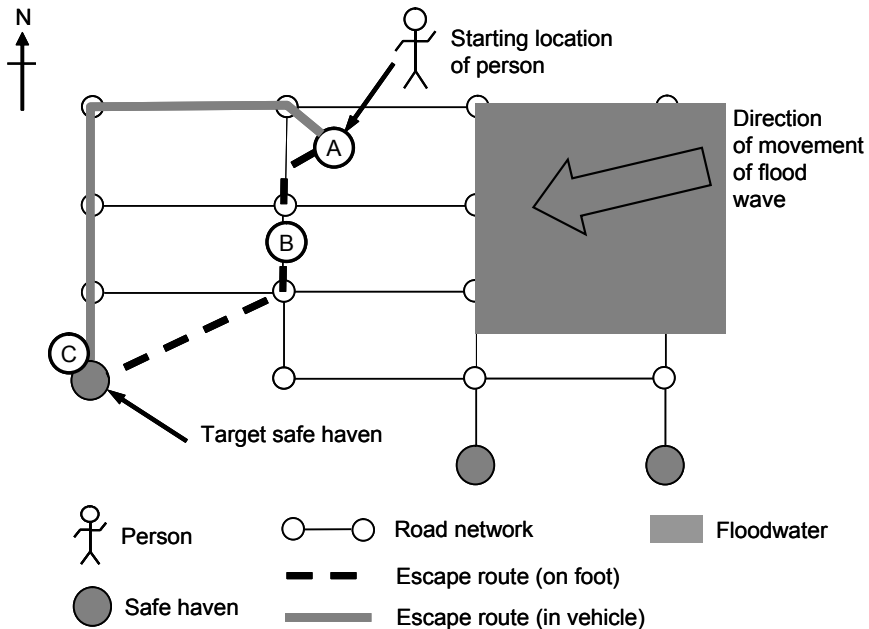 N
Starting location
of person
A
Direction
of movement
of flood
wave
B
C
Target safe haven
Person
Road network
Floodwater
Escape route (on foot)
Safe haven
Escape route (in vehicle)